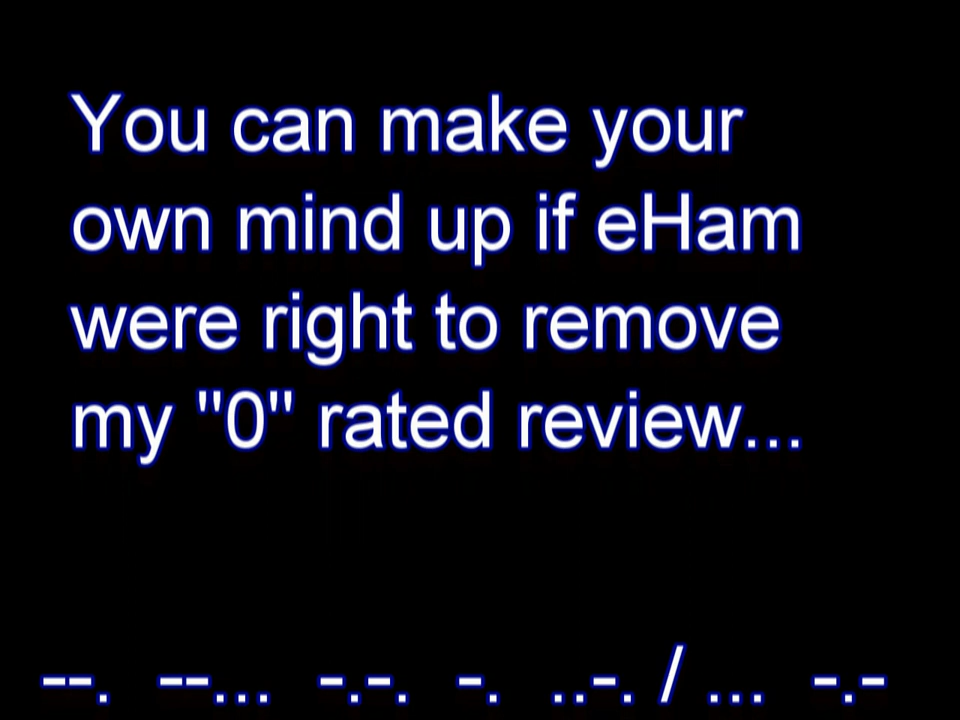 You can make your
own mind up if eHam
were right to remove
my "0" rated review...
--. --... -.-. -. ..-. / ... -.-